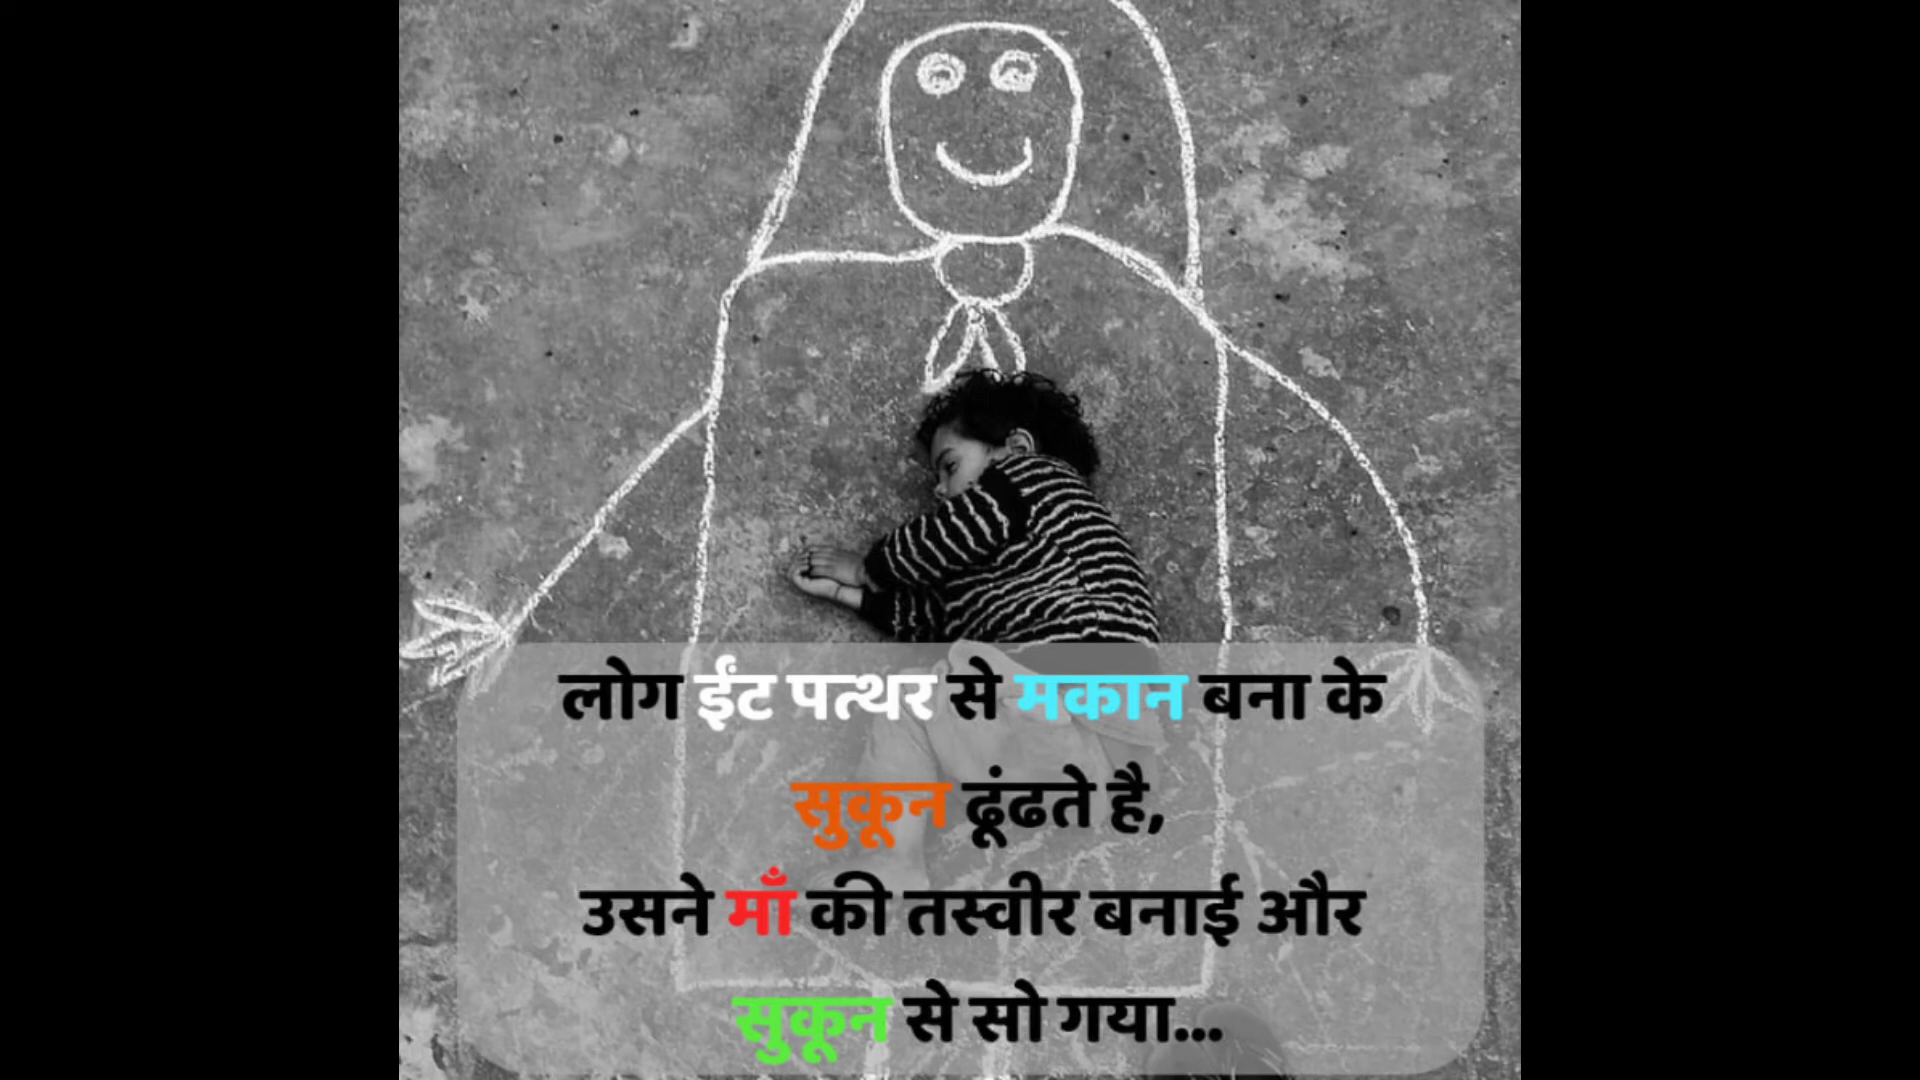 लोग ईंट पत्थर से मकान बना के
सुकून ढूंढते है,
उसने माँ की तस्वीर बनाई और
सुकून से सो गया...